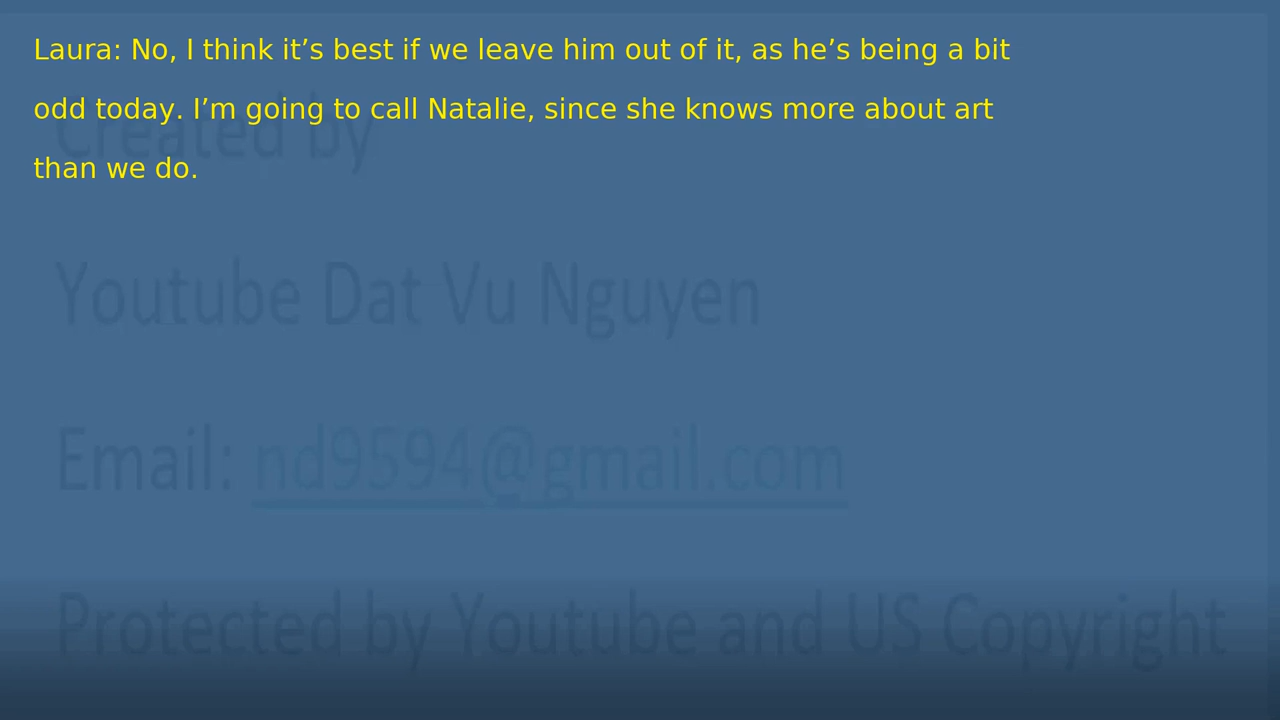 Laura: No, I think it’s best if we leave him out of it, as he’s being a bit
odd today. I’m going to call Natalie, since she knows more about art
than we do.
Created by
Youtube Dat Vu Nguyen
Email: nd9594@gmail.com
Protected by Youtube and US Copyright